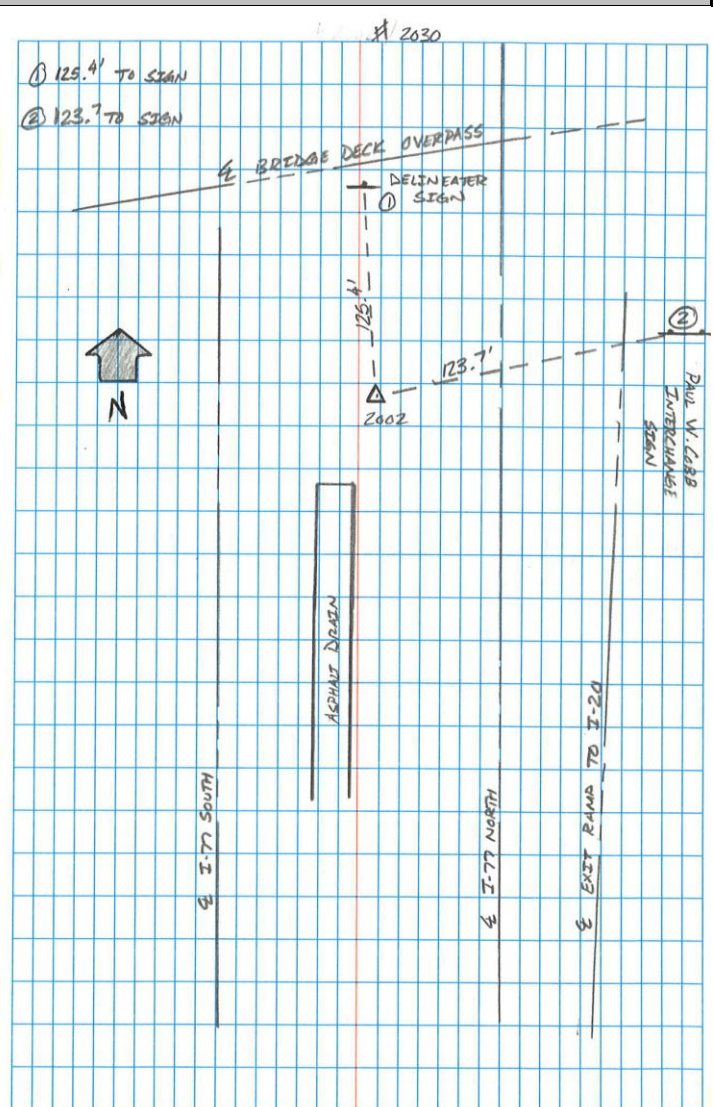 # 2030
① 125.4' TO SIGN
② 123.7 TO SIGN
℄ BRIDGE DECK OVERPASS
DELINEATER
① SIGN
125.4'
②
123.7'
PAUL W. COBB
INTERCHANGE
SIGN
N
2002
ASPHALT DRAIN
℄ I-77 SOUTH
℄ I-77 NORTH
℄ EXIT RAMP TO I-20